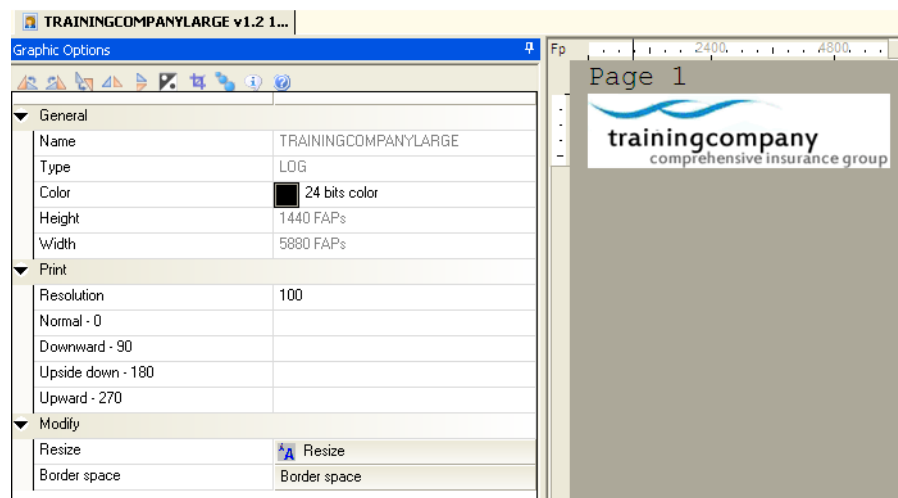 TRAININGCOMPANYLARGE v1.2 1...
Graphic Options
General
Name TRAININGCOMPANYLARGE
Type LOG
Color 24 bits color
Height 1440 FAPs
Width 5880 FAPs
Print
Resolution 100
Normal - 0
Downward - 90
Upside down - 180
Upward - 270
Modify
Resize Resize
Border space Border space
Fp 2400 4800
Page 1
trainingcompany
comprehensive insurance group